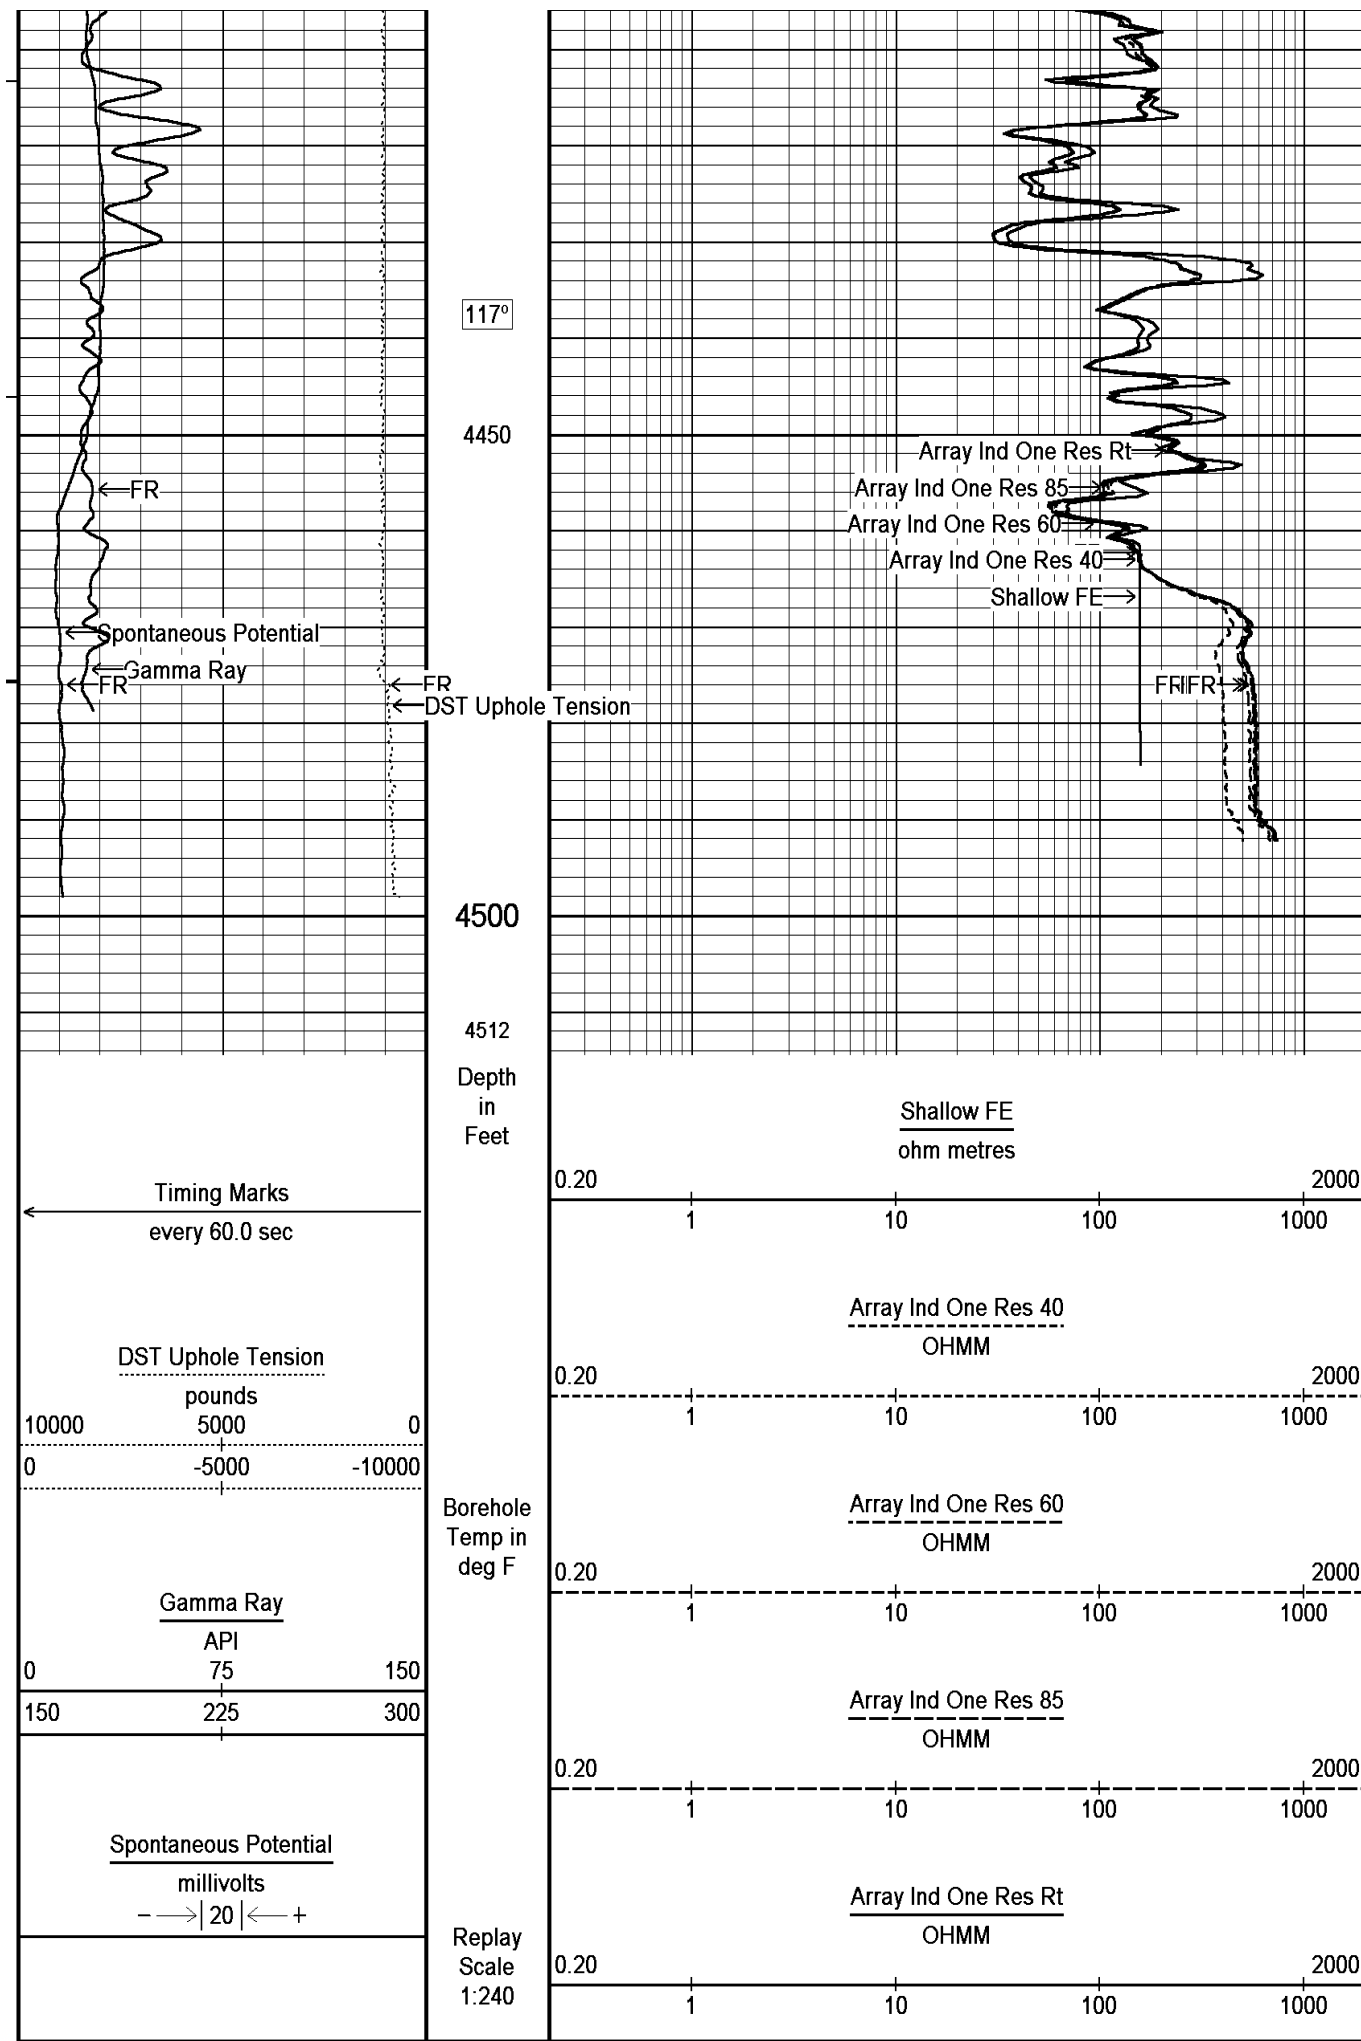 117º
4450
Array Ind One Res Rt
Array Ind One Res 85
FR
Array Ind One Res 60
Array Ind One Res 40
Shallow FE
Spontaneous Potential
Gamma Ray
FR
FR
FR
FR
DST Uphole Tension
4500
4512
Depth
in
Feet
Shallow FE
ohm metres
0.20 2000
1 10 100 1000
Timing Marks
every 60.0 sec
Array Ind One Res 40
OHMM
0.20 2000
1 10 100 1000
DST Uphole Tension
pounds
10000 5000 0
0 -5000 -10000
Borehole
Temp in
deg F
Array Ind One Res 60
OHMM
0.20 2000
1 10 100 1000
Gamma Ray
API
0 75 150
150 225 300
Array Ind One Res 85
OHMM
0.20 2000
1 10 100 1000
Spontaneous Potential
millivolts
− 20 +
Array Ind One Res Rt
OHMM
0.20 2000
1 10 100 1000
Replay
Scale
1:240